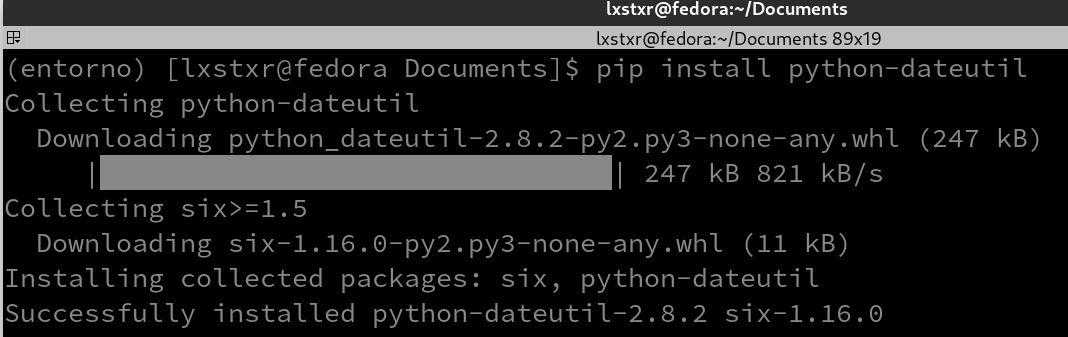 lxstxr@fedora:~/Documents
lxstxr@fedora:~/Documents 89x19
(entorno) [lxstxr@fedora Documents]$ pip install python-dateutil
Collecting python-dateutil
  Downloading python_dateutil-2.8.2-py2.py3-none-any.whl (247 kB)
     |████████████████████████████████| 247 kB 821 kB/s
Collecting six>=1.5
  Downloading six-1.16.0-py2.py3-none-any.whl (11 kB)
Installing collected packages: six, python-dateutil
Successfully installed python-dateutil-2.8.2 six-1.16.0